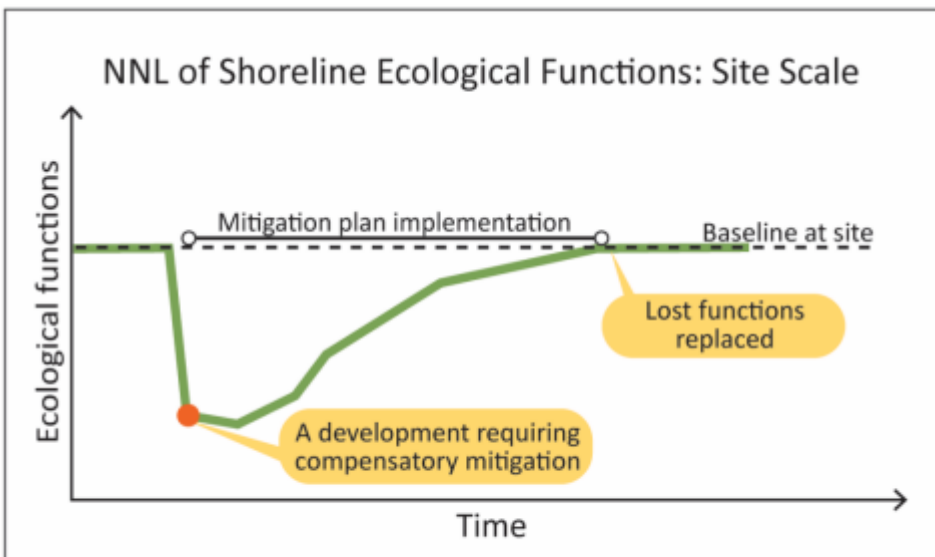 NNL of Shoreline Ecological Functions: Site Scale
Ecological functions
Mitigation plan implementation
Baseline at site
Lost functions
replaced
A development requiring
compensatory mitigation
Time